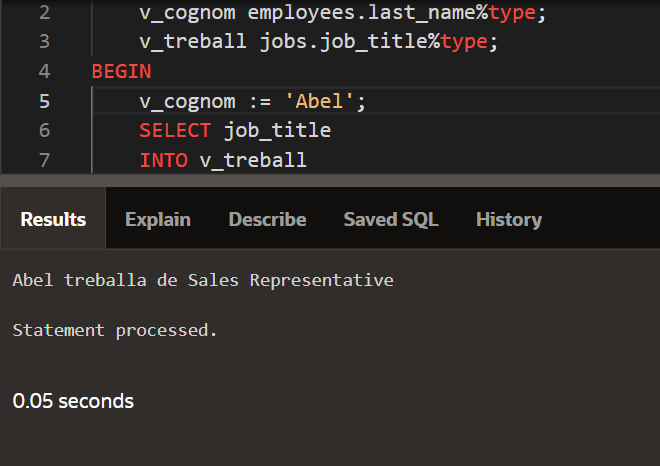 2 v_cognom employees.last_name%type;
3 v_treball jobs.job_title%type;
4 BEGIN
5 v_cognom := 'Abel';
6 SELECT job_title
7 INTO v_treball
Results Explain Describe Saved SQL History
Abel treballa de Sales Representative
Statement processed.
0.05 seconds